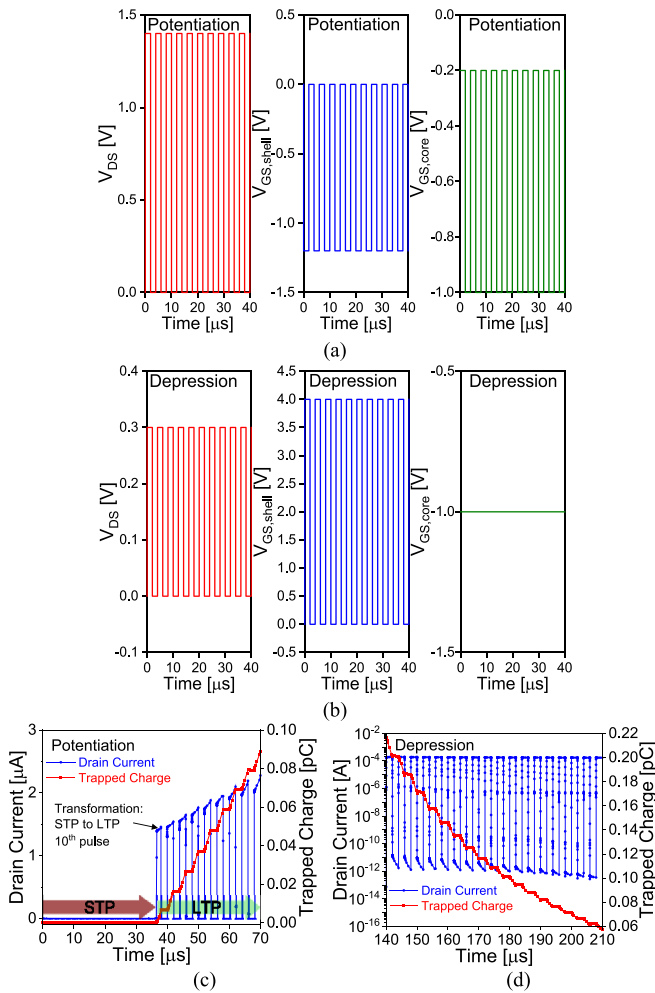 Potentiation
Potentiation
Potentiation
1.5
1.0
0.5
0.0
V_DS [V]
0 10 20 30 40
Time [µs]
0.5
0.0
-0.5
-1.0
-1.5
V_GS,shell [V]
0 10 20 30 40
Time [µs]
0.0
-0.2
-0.4
-0.6
-0.8
-1.0
V_GS,core [V]
0 10 20 30 40
Time [µs]
(a)
Depression
Depression
Depression
0.4
0.3
0.2
0.1
0.0
-0.1
V_DS [V]
0 10 20 30 40
Time [µs]
4.5
4.0
3.5
3.0
2.5
2.0
1.5
1.0
0.5
0.0
V_GS,shell [V]
0 10 20 30 40
Time [µs]
-0.5
-1.0
-1.5
V_GS,core [V]
0 10 20 30 40
Time [µs]
(b)
Potentiation
Drain Current
Trapped Charge
Transformation:
STP to LTP
10th pulse
STP
LTP
3
2
1
0
Drain Current [µA]
0.10
0.08
0.06
0.04
0.02
0.00
Trapped Charge [pC]
0 10 20 30 40 50 60 70
Time [µs]
(c)
Depression
Drain Current
Trapped Charge
10-2
10-4
10-6
10-8
10-10
10-12
10-14
10-16
Drain Current [A]
0.22
0.20
0.18
0.16
0.14
0.12
0.10
0.08
0.06
Trapped Charge [pC]
140 150 160 170 180 190 200 210
Time [µs]
(d)